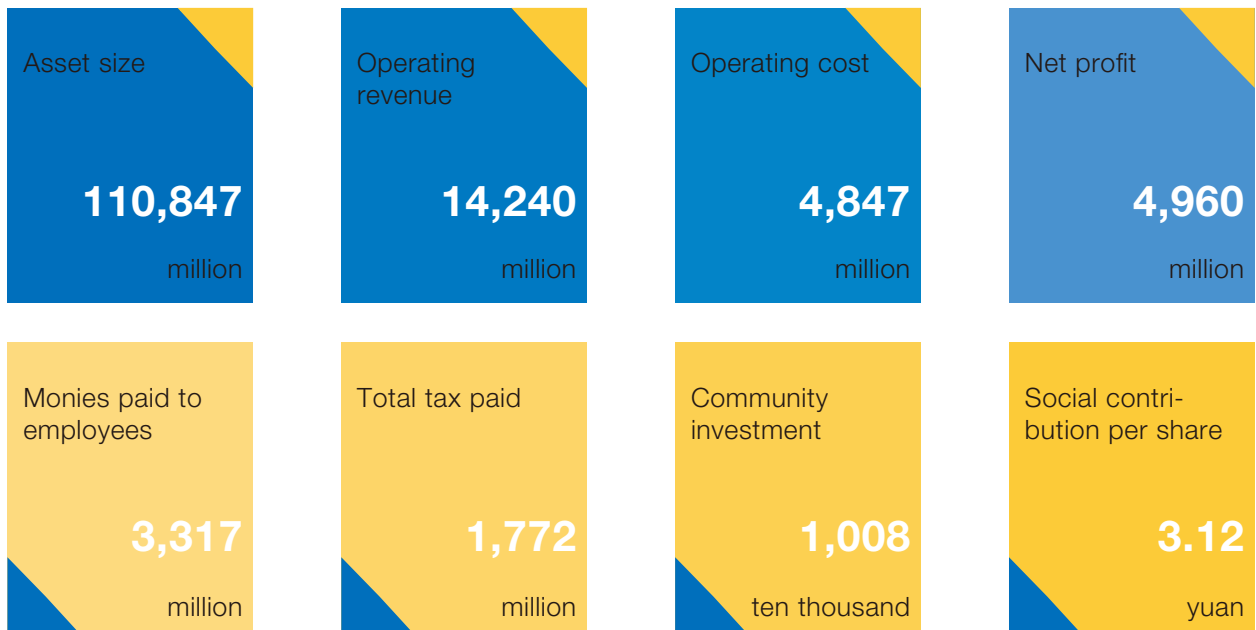 Asset size
110,847
million
Operating
revenue
14,240
million
Operating cost
4,847
million
Net profit
4,960
million
Monies paid to
employees
3,317
million
Total tax paid
1,772
million
Community
investment
1,008
ten thousand
Social contri-
bution per share
3.12
yuan